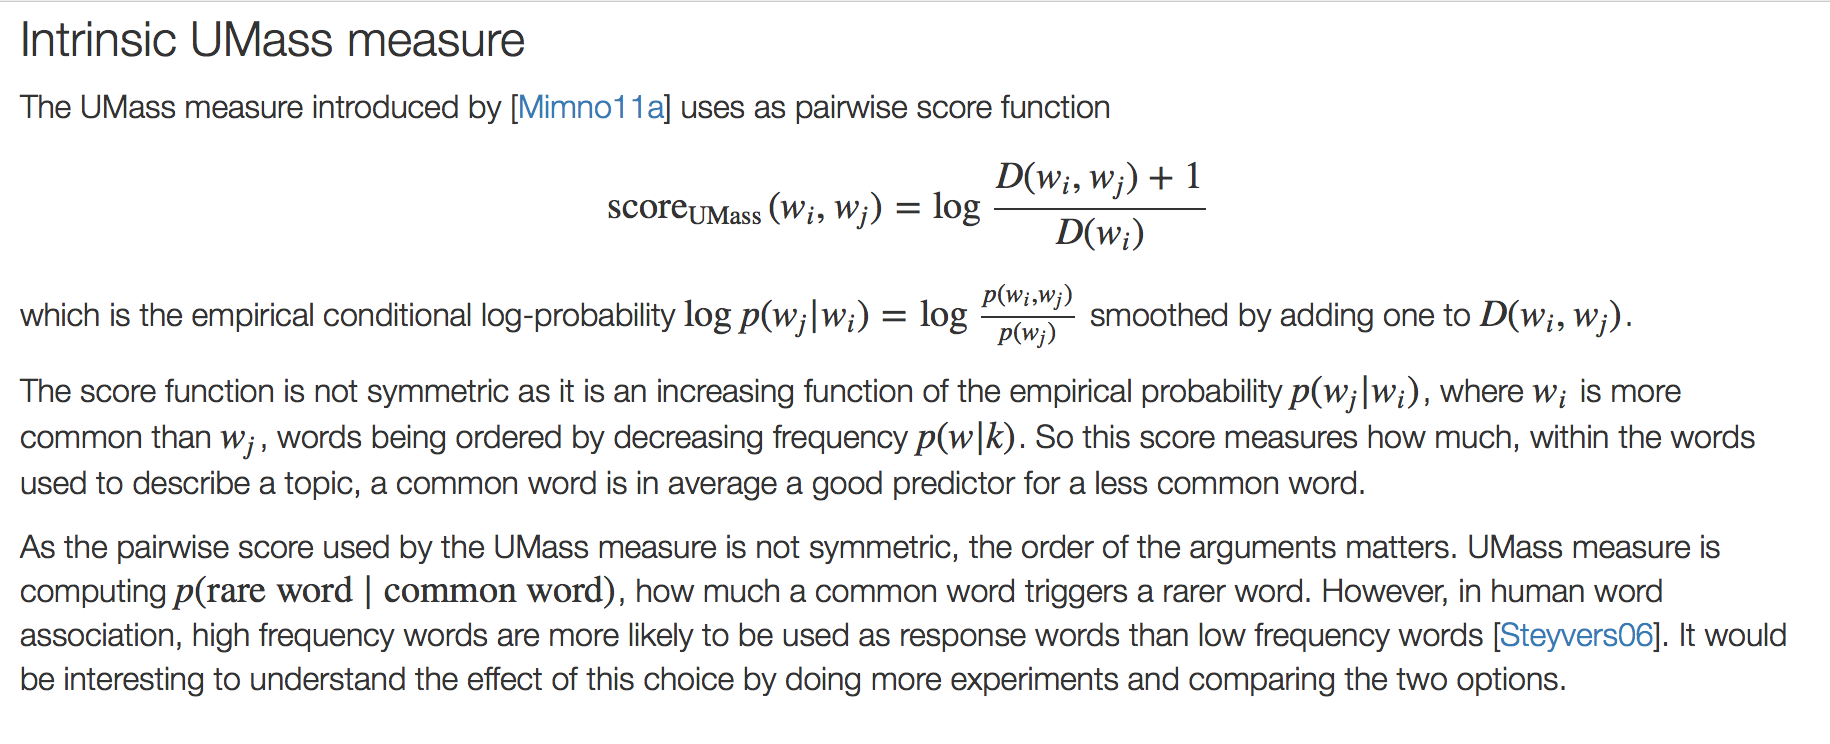 Intrinsic UMass measure
The UMass measure introduced by [Mimno11a] uses as pairwise score function
score_UMass (w_i, w_j) = log (D(w_i, w_j) + 1) / D(w_i)
which is the empirical conditional log-probability log p(w_j|w_i) = log p(w_i,w_j) / p(w_j) smoothed by adding one to D(w_i, w_j).
The score function is not symmetric as it is an increasing function of the empirical probability p(w_j|w_i), where w_i is more
common than w_j, words being ordered by decreasing frequency p(w|k). So this score measures how much, within the words
used to describe a topic, a common word is in average a good predictor for a less common word.
As the pairwise score used by the UMass measure is not symmetric, the order of the arguments matters. UMass measure is
computing p(rare word | common word), how much a common word triggers a rarer word. However, in human word
association, high frequency words are more likely to be used as response words than low frequency words [Steyvers06]. It would
be interesting to understand the effect of this choice by doing more experiments and comparing the two options.